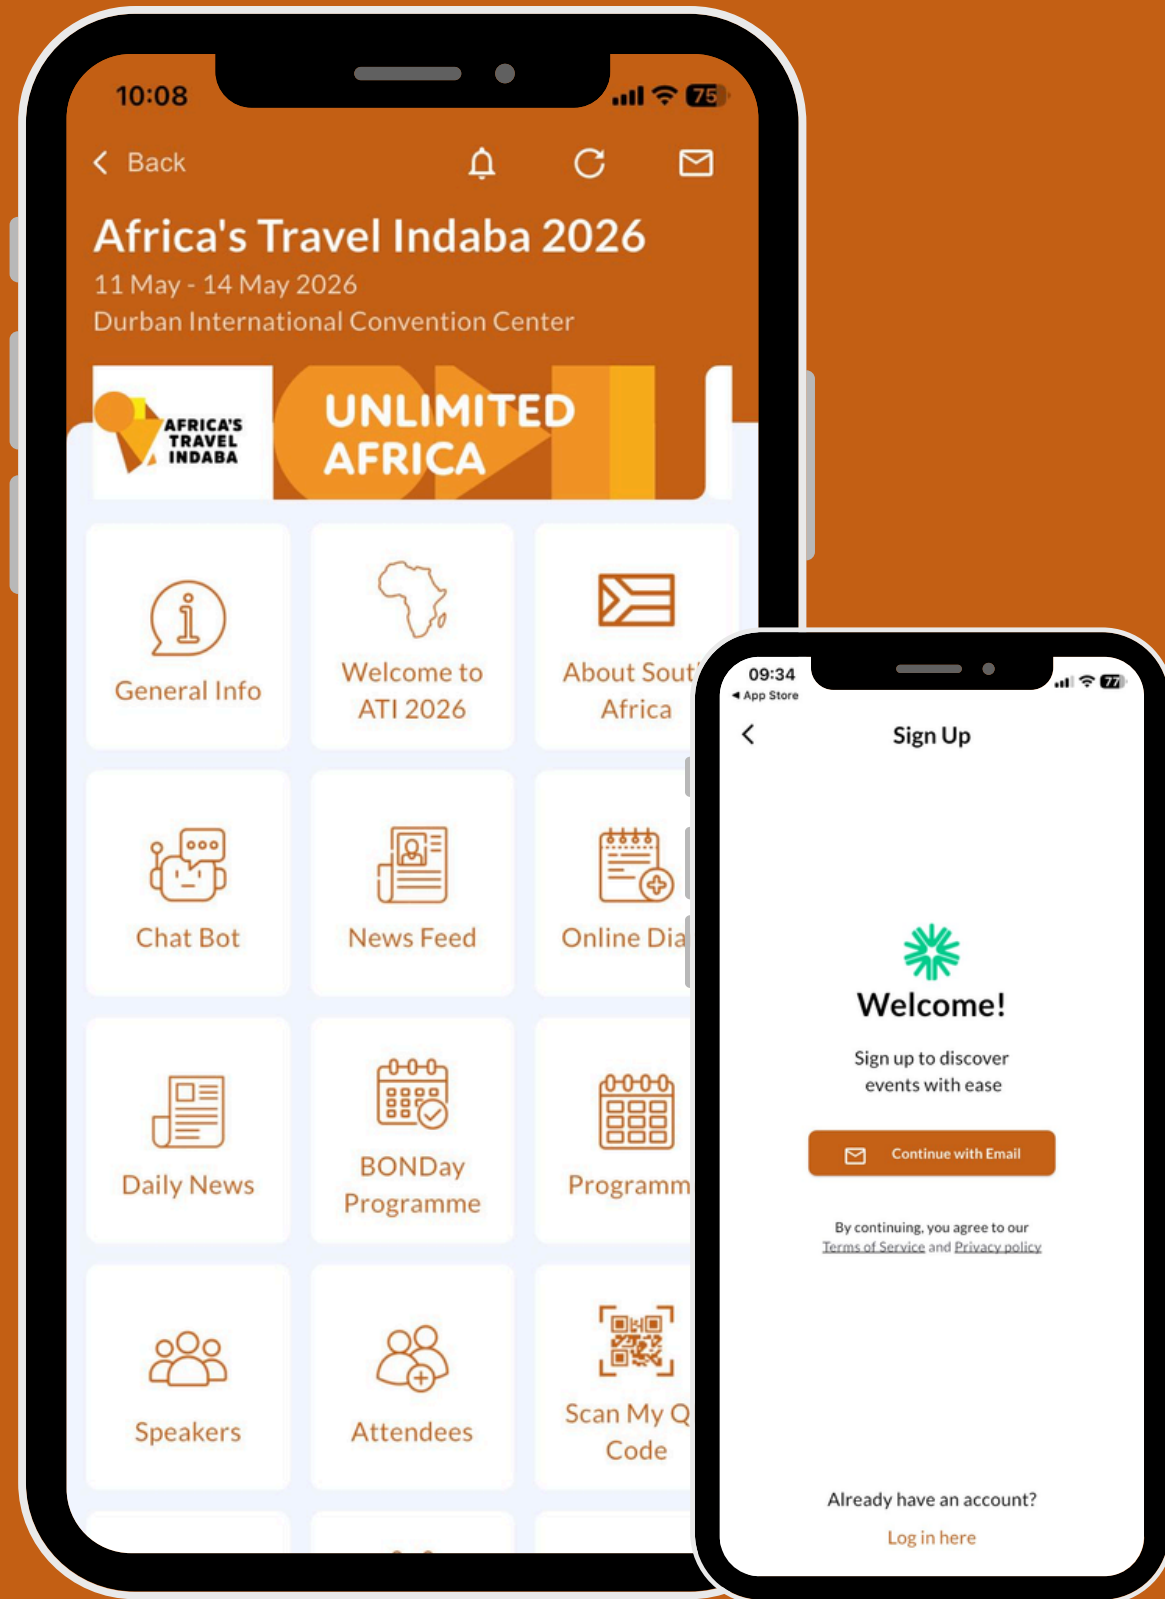 10:08
75
Back
Africa's Travel Indaba 2026
11 May - 14 May 2026
Durban International Convention Center
AFRICA'S
TRAVEL
INDABA
UNLIMITED
AFRICA
General Info
Welcome to
ATI 2026
About Sout
Africa
Chat Bot
News Feed
Online Dia
Daily News
BONDay
Programme
Programm
Speakers
Attendees
Scan My Q
Code
09:34
77
App Store
Sign Up
Welcome!
Sign up to discover
events with ease
Continue with Email
By continuing, you agree to our
Terms of Service and Privacy policy
Already have an account?
Log in here